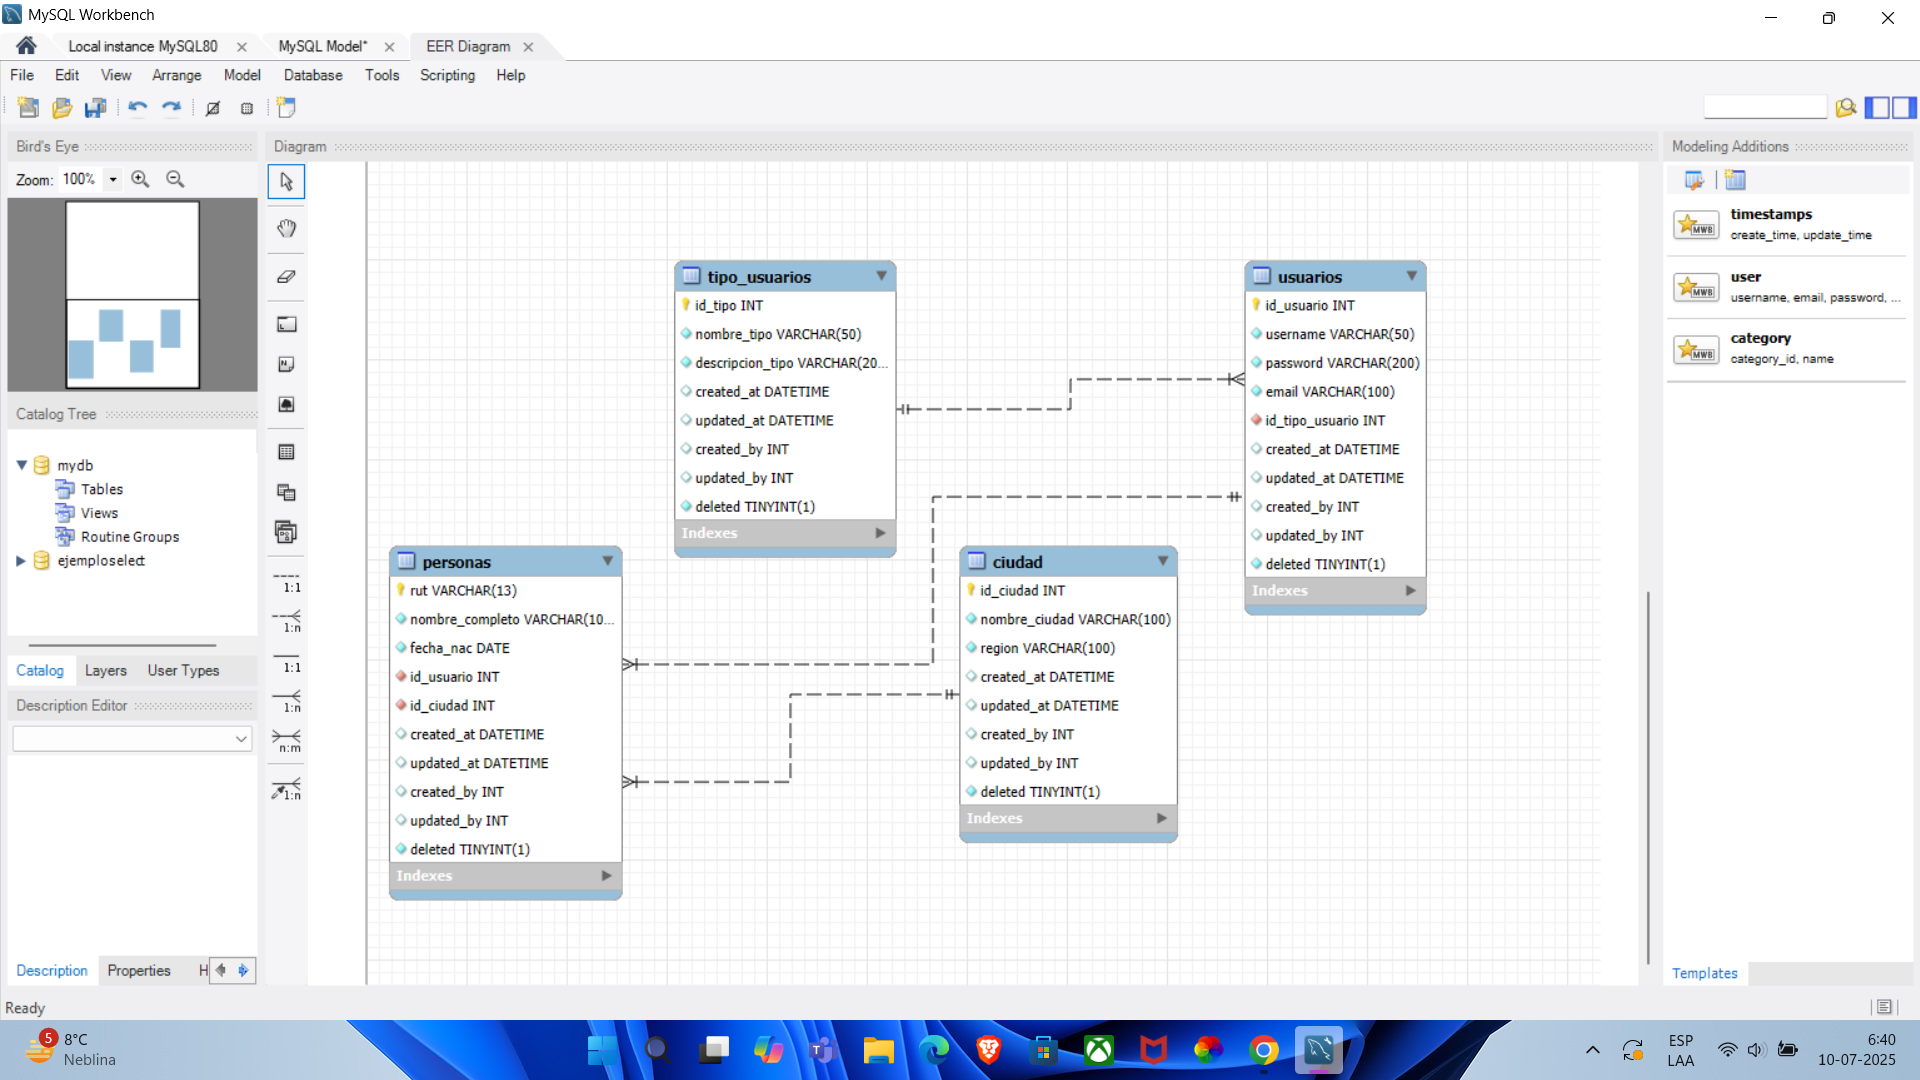 MySQL Workbench
Local instance MySQL80
MySQL Model*
EER Diagram
File Edit View Arrange Model Database Tools Scripting Help
Bird's Eye
Zoom: 100%
Catalog Tree
mydb
Tables
Views
Routine Groups
ejemploselect
Catalog Layers User Types
Description Editor
Description Properties H
Ready
Diagram
1:1
1:n
1:1
1:n
n:m
1:n
tipo_usuarios
id_tipo INT
nombre_tipo VARCHAR(50)
descripcion_tipo VARCHAR(20...
created_at DATETIME
updated_at DATETIME
created_by INT
updated_by INT
deleted TINYINT(1)
Indexes
usuarios
id_usuario INT
username VARCHAR(50)
password VARCHAR(200)
email VARCHAR(100)
id_tipo_usuario INT
created_at DATETIME
updated_at DATETIME
created_by INT
updated_by INT
deleted TINYINT(1)
Indexes
personas
rut VARCHAR(13)
nombre_completo VARCHAR(10...
fecha_nac DATE
id_usuario INT
id_ciudad INT
created_at DATETIME
updated_at DATETIME
created_by INT
updated_by INT
deleted TINYINT(1)
Indexes
ciudad
id_ciudad INT
nombre_ciudad VARCHAR(100)
region VARCHAR(100)
created_at DATETIME
updated_at DATETIME
created_by INT
updated_by INT
deleted TINYINT(1)
Indexes
Modeling Additions
MWB
timestamps
create_time, update_time
MWB
user
username, email, password, ...
MWB
category
category_id, name
Templates
5
8°C
Neblina
ESP
LAA
6:40
10-07-2025